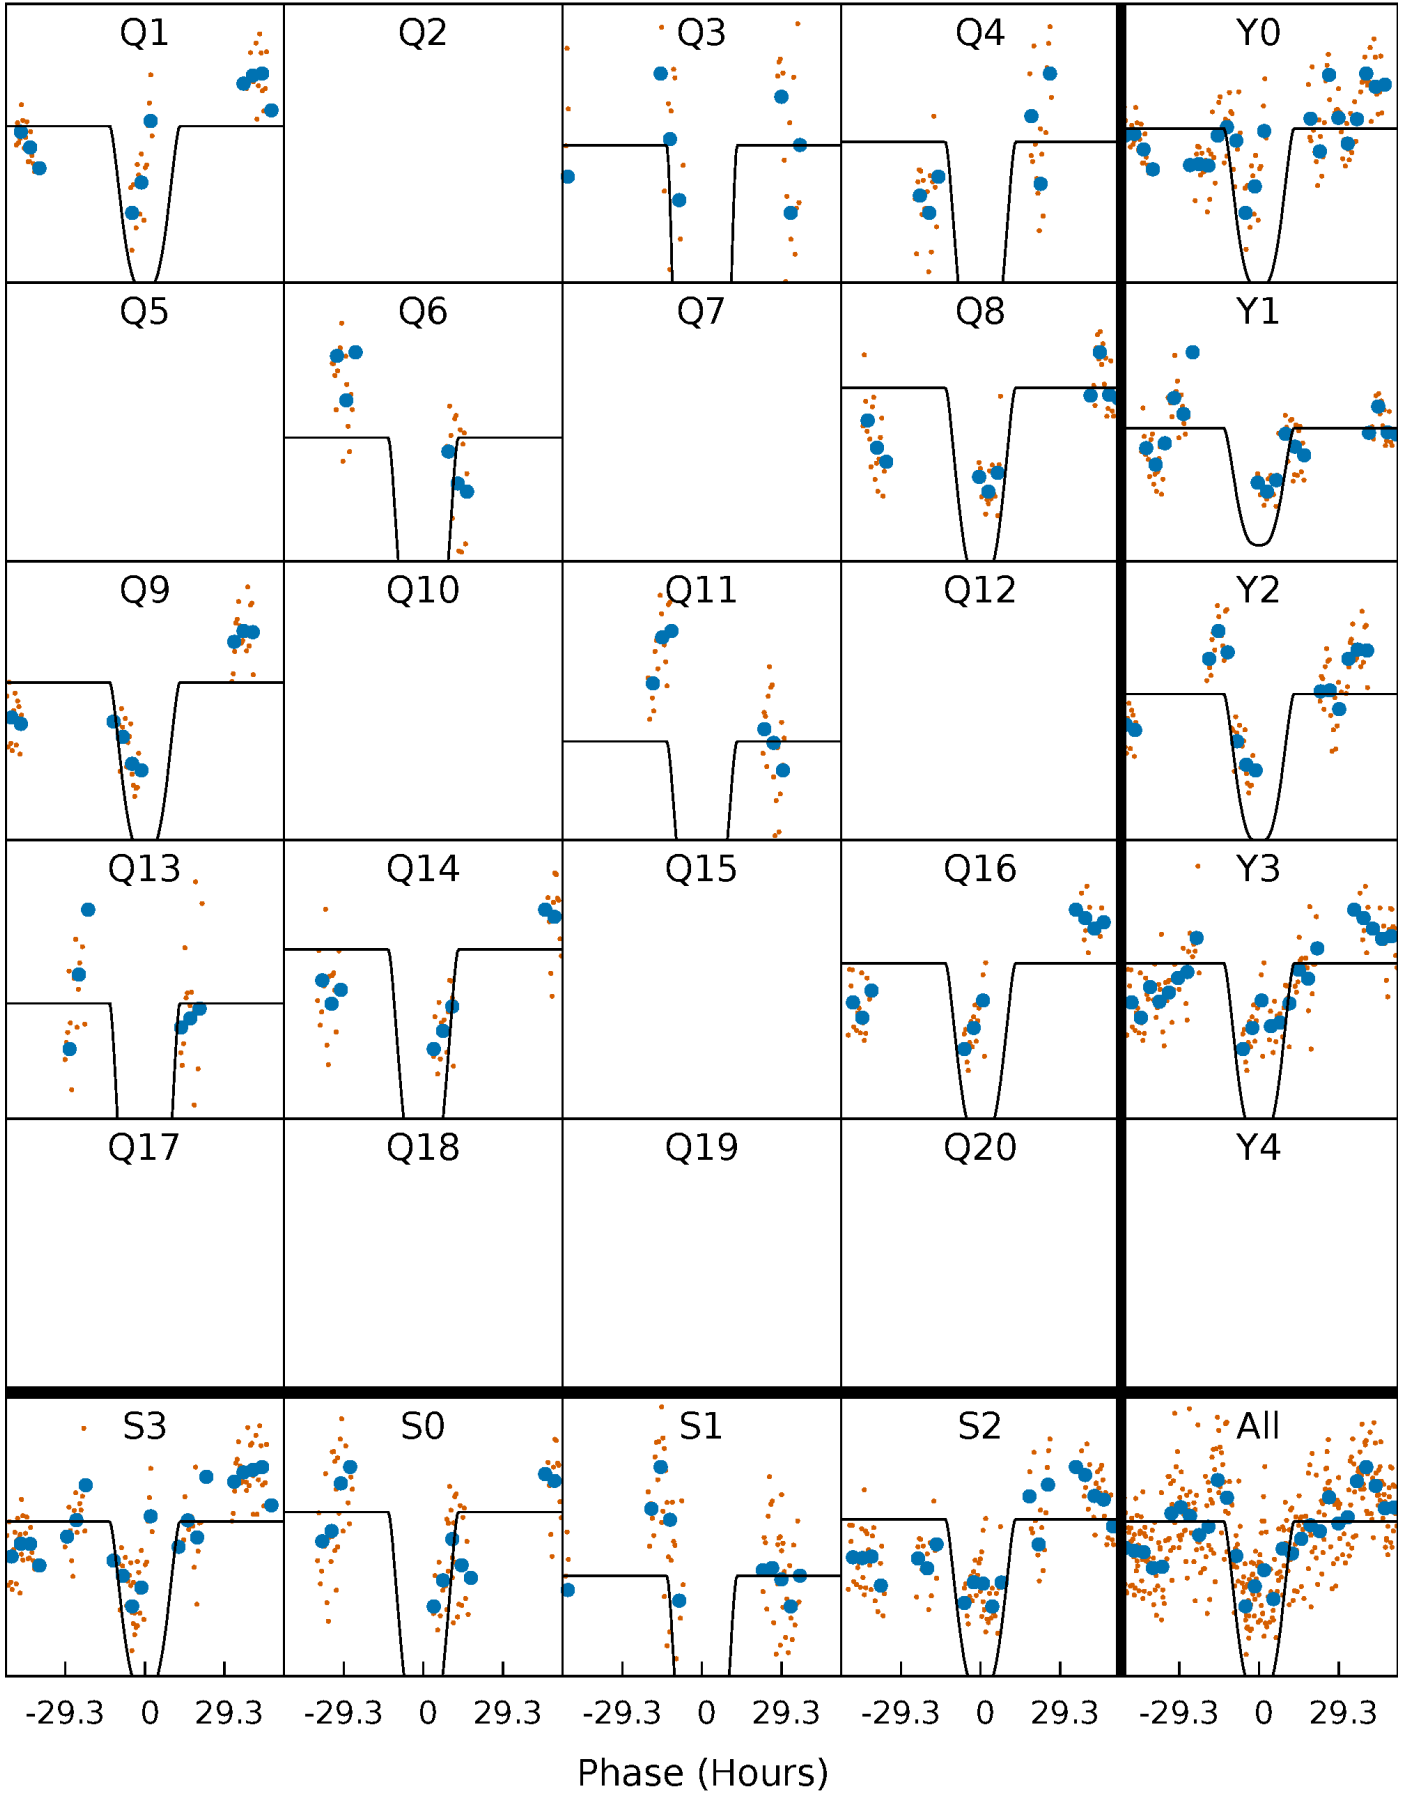 Q1 Q2 Q3 Q4 Y0
Q5 Q6 Q7 Q8 Y1
Q9 Q10 Q11 Q12 Y2
Q13 Q14 Q15 Q16 Y3
Q17 Q18 Q19 Q20 Y4
S3 S0 S1 S2 All
-29.3 0 29.3 -29.3 0 29.3 -29.3 0 29.3 -29.3 0 29.3 -29.3 0 29.3
Phase (Hours)